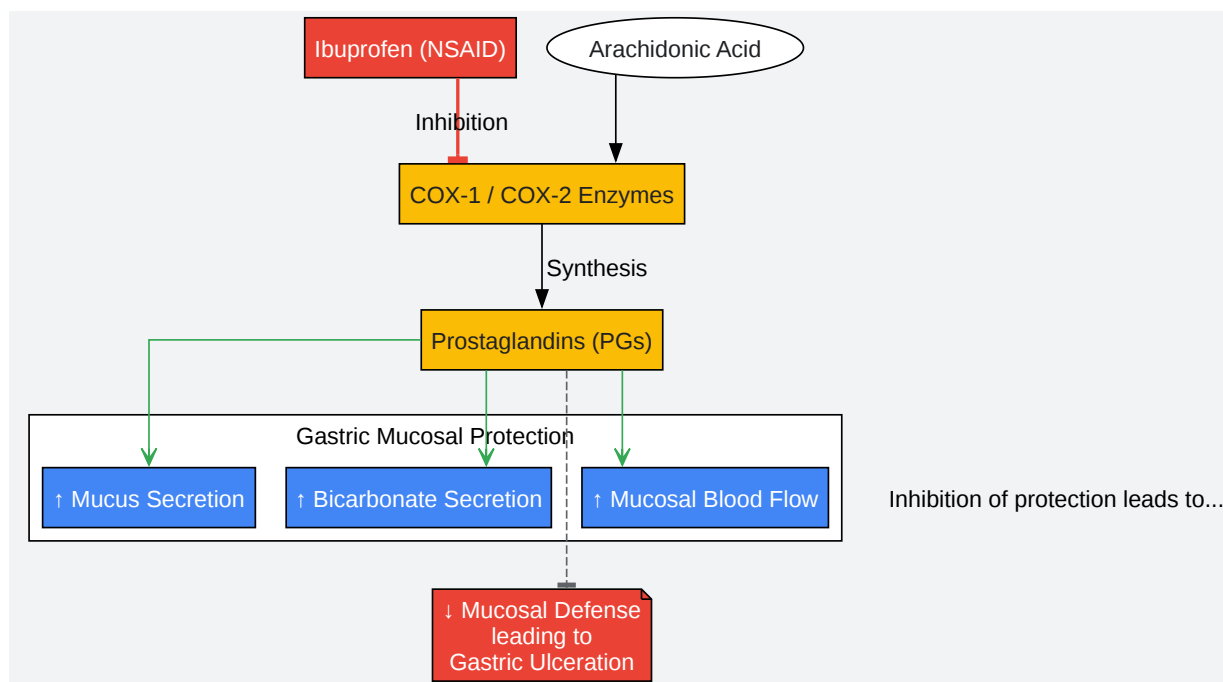 Ibuprofen (NSAID)
Arachidonic Acid
Inhibition
COX-1 / COX-2 Enzymes
Synthesis
Prostaglandins (PGs)
Gastric Mucosal Protection
↑ Mucus Secretion
↑ Bicarbonate Secretion
↑ Mucosal Blood Flow
Inhibition of protection leads to...
↓ Mucosal Defense
leading to
Gastric Ulceration